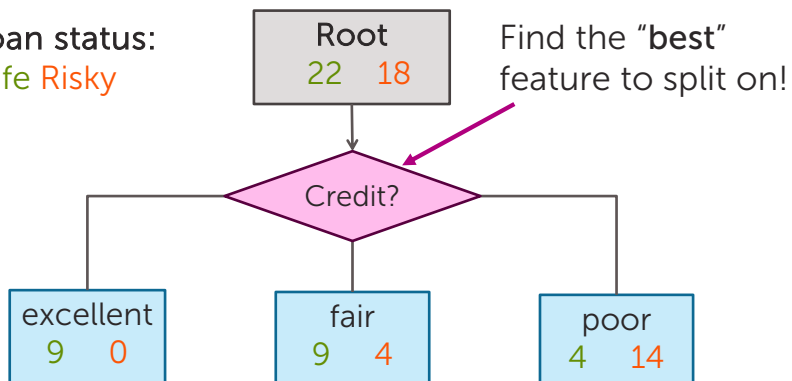 oan status:
fe Risky
Root
22 18
Find the “best”
feature to split on!
Credit?
excellent
9 0
fair
9 4
poor
4 14